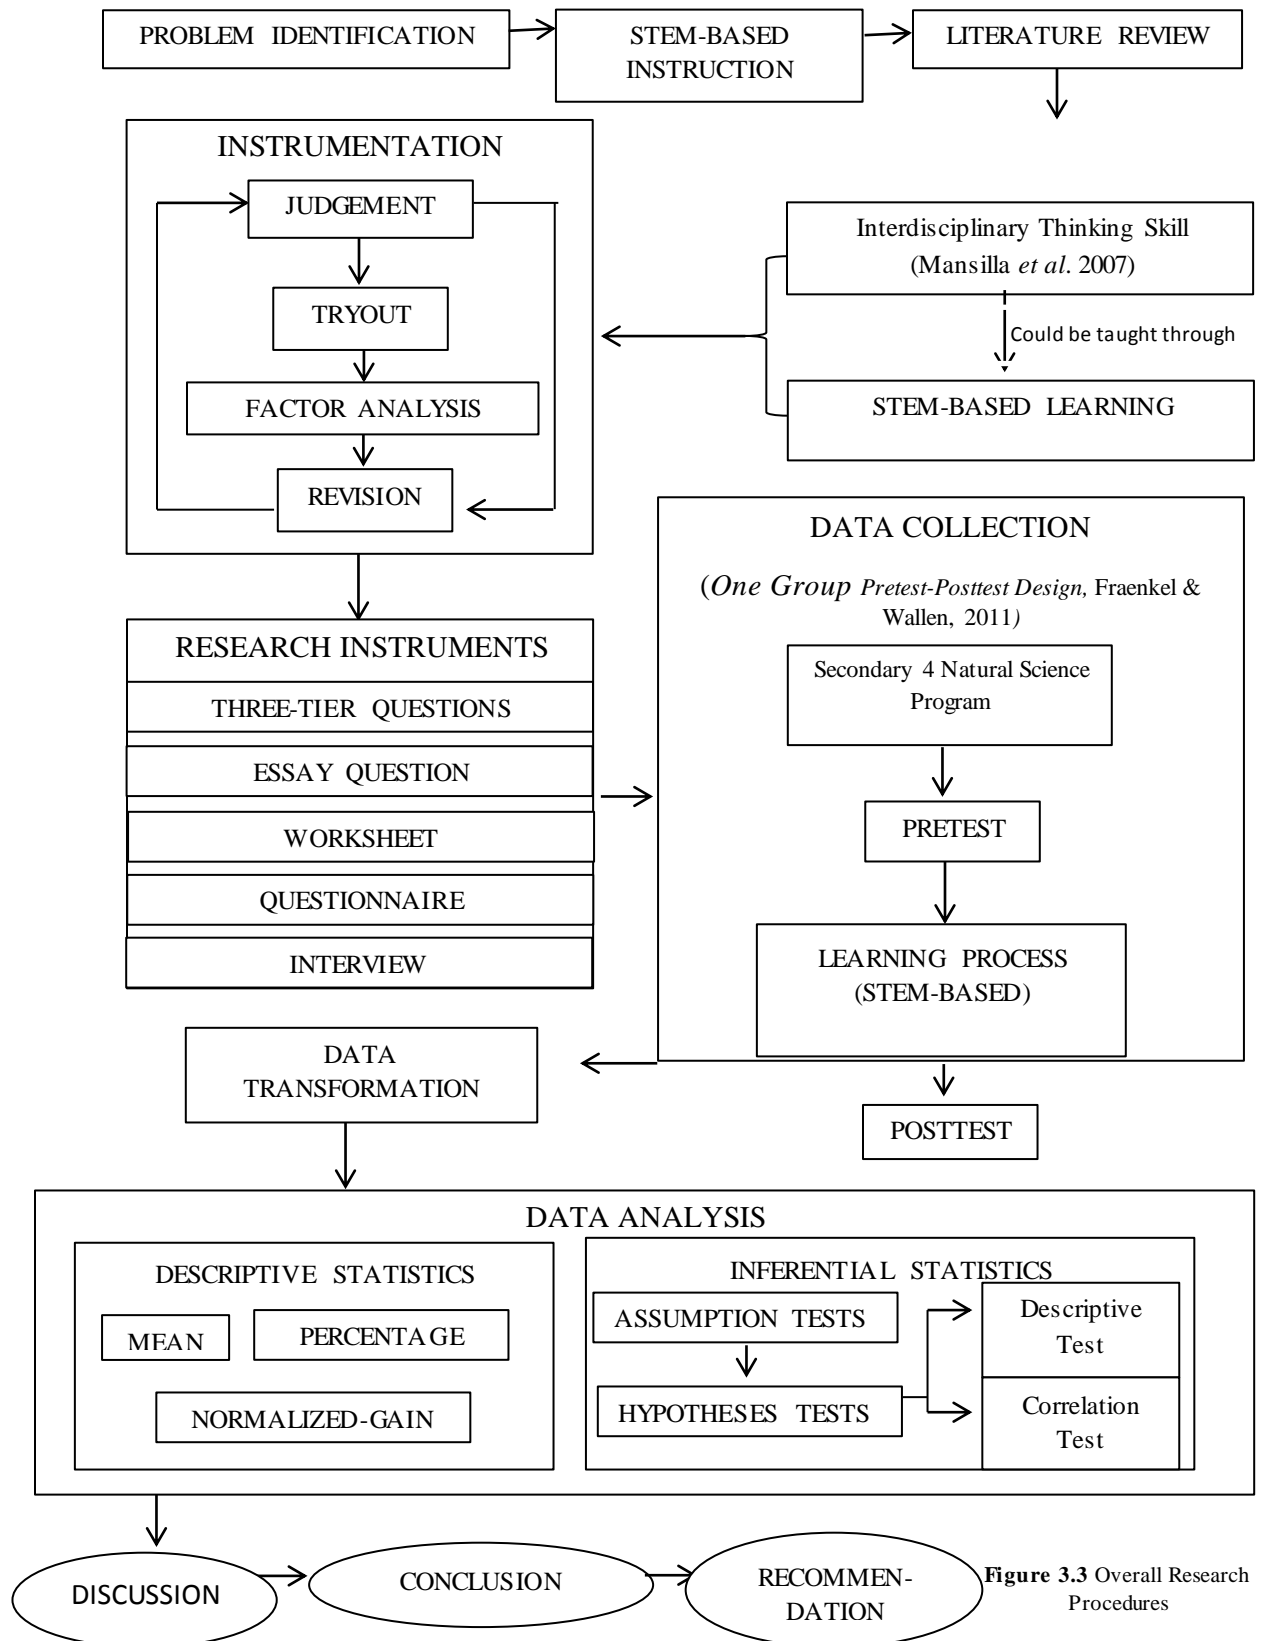 PROBLEM IDENTIFICATION
STEM-BASED
INSTRUCTION
LITERATURE REVIEW
INSTRUMENTATION
JUDGEMENT
TRYOUT
FACTOR ANALYSIS
REVISION
Interdisciplinary Thinking Skill
(Mansilla et al. 2007)
Could be taught through
STEM-BASED LEARNING
RESEARCH INSTRUMENTS
THREE-TIER QUESTIONS
ESSAY QUESTION
WORKSHEET
QUESTIONNAIRE
INTERVIEW
DATA COLLECTION
(One Group Pretest-Posttest Design, Fraenkel &
Wallen, 2011)
Secondary 4 Natural Science
Program
PRETEST
LEARNING PROCESS
(STEM-BASED)
POSTTEST
DATA
TRANSFORMATION
DATA ANALYSIS
DESCRIPTIVE STATISTICS
MEAN
PERCENTAGE
NORMALIZED-GAIN
INFERENTIAL STATISTICS
ASSUMPTION TESTS
HYPOTHESES TESTS
Descriptive
Test
Correlation
Test
DISCUSSION
CONCLUSION
RECOMMEN-
DATION
Figure 3.3 Overall Research
Procedures